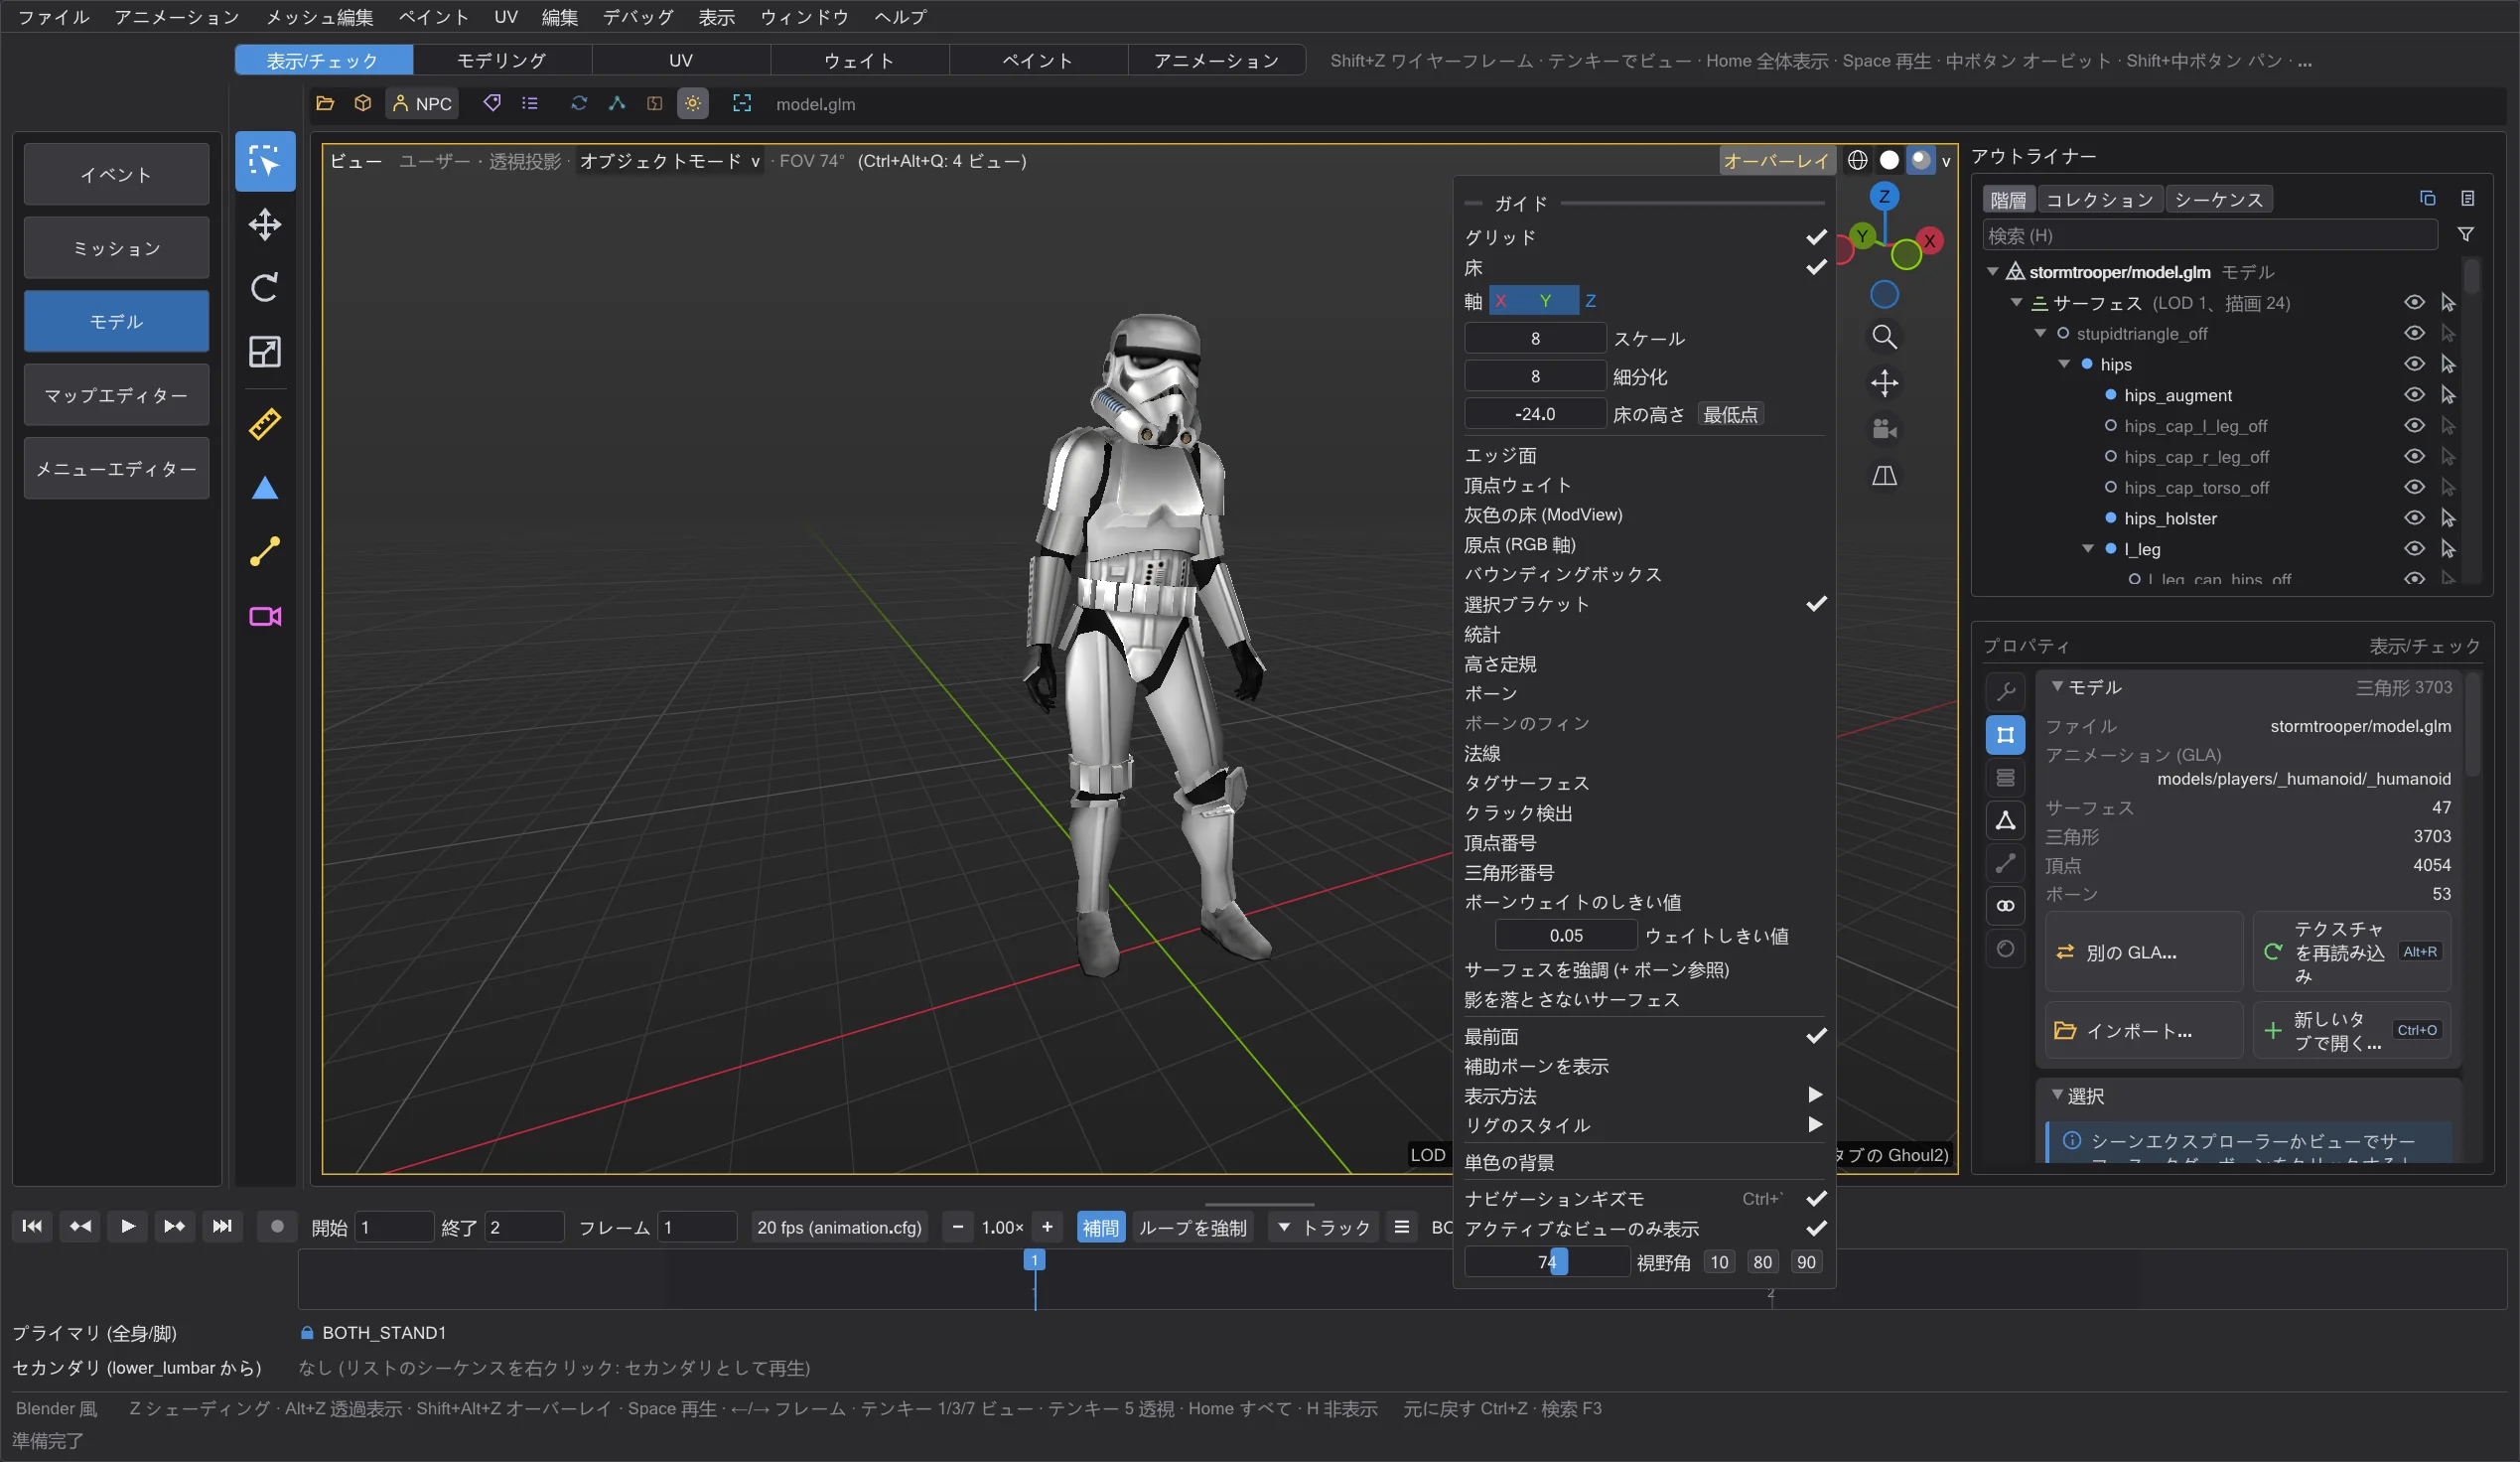 ファイル アニメーション メッシュ編集 ペイント UV 編集 デバッグ 表示 ウィンドウ ヘルプ
表示/チェック モデリング UV ウェイト ペイント アニメーション Shift+Z ワイヤーフレーム · テンキーでビュー · Home 全体表示 · Space 再生 · 中ボタン オービット · Shift+中ボタン パン · ...
NPC model.glm
イベント
ミッション
モデル
マップエディター
メニューエディター
ビュー ユーザー · 透視投影 · オブジェクトモード v · FOV 74° (Ctrl+Alt+Q: 4 ビュー) オーバーレイ v
ガイド
グリッド
床
軸 X Y Z
8 スケール
8 細分化
-24.0 床の高さ 最低点
エッジ面
頂点ウェイト
灰色の床 (ModView)
原点 (RGB 軸)
バウンディングボックス
選択ブラケット
統計
高さ定規
ボーン
ボーンのフィン
法線
タグサーフェス
クラック検出
頂点番号
三角形番号
ボーンウェイトのしきい値
0.05 ウェイトしきい値
サーフェスを強調 (+ ボーン参照)
影を落とさないサーフェス
最前面
補助ボーンを表示
表示方法
リグのスタイル
単色の背景
ナビゲーションギズモ Ctrl+`
アクティブなビューのみ表示
74 視野角 10 80 90
Z
Y X
LOD
タブの Ghoul2)
アウトライナー
階層 コレクション シーケンス
検索 (H)
stormtrooper/model.glm モデル
サーフェス (LOD 1、描画 24)
stupidtriangle_off
hips
hips_augment
hips_cap_l_leg_off
hips_cap_r_leg_off
hips_cap_torso_off
hips_holster
l_leg
l_leg_cap_hips_off
プロパティ 表示/チェック
モデル 三角形 3703
ファイル stormtrooper/model.glm
アニメーション (GLA)
models/players/_humanoid/_humanoid
サーフェス 47
三角形 3703
頂点 4054
ボーン 53
別の GLA...
テクスチャを再読み込み Alt+R
インポート...
新しいタブで開く... Ctrl+O
選択
シーンエクスプローラーかビューでサー
開始 1 終了 2 フレーム 1 20 fps (animation.cfg) − 1.00× + 補間 ループを強制 トラック BO
1
2
プライマリ (全身/脚) BOTH_STAND1
セカンダリ (lower_lumbar から) なし (リストのシーケンスを右クリック: セカンダリとして再生)
Blender 風 Z シェーディング · Alt+Z 透過表示 · Shift+Alt+Z オーバーレイ · Space 再生 · ←/→ フレーム · テンキー 1/3/7 ビュー · テンキー 5 透視 · Home すべて · H 非表示 元に戻す Ctrl+Z · 検索 F3
準備完了